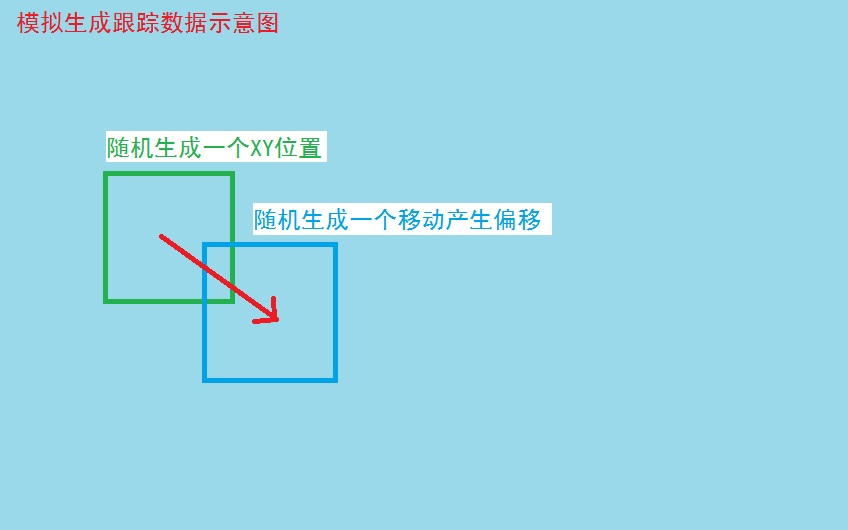 模拟生成跟踪数据示意图
随机生成一个XY位置
随机生成一个移动产生偏移